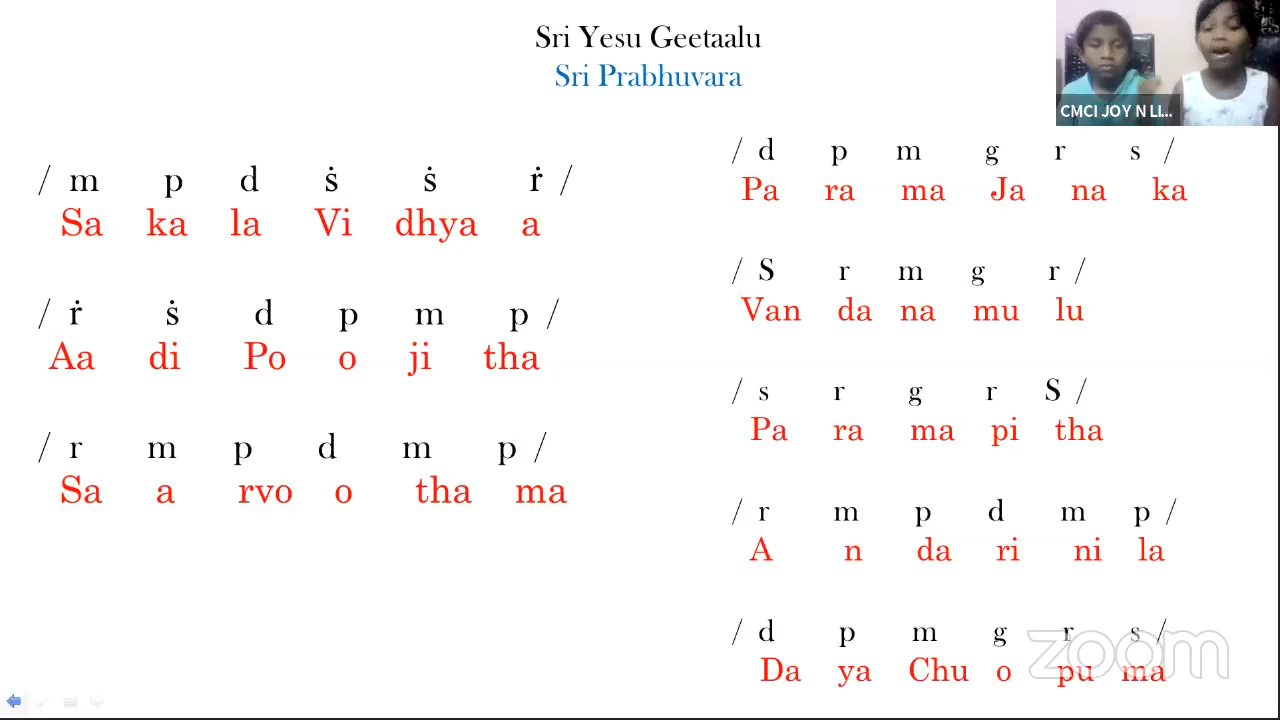 Sri Yesu Geetaalu
Sri Prabhuvara
CMCI JOY N LI...
/ m p d ṡ ṡ ṙ /
Sa ka la Vi dhya a
/ ṙ ṡ d p m p /
Aa di Po o ji tha
/ r m p d m p /
Sa a rvo o tha ma
/ d p m g r s /
Pa ra ma Ja na ka
/ S r m g r /
Van da na mu lu
/ s r g r S /
Pa ra ma pi tha
/ r m p d m p /
A n da ri ni la
/ d p m g r s /
Da ya Chu o pu ma
zoom